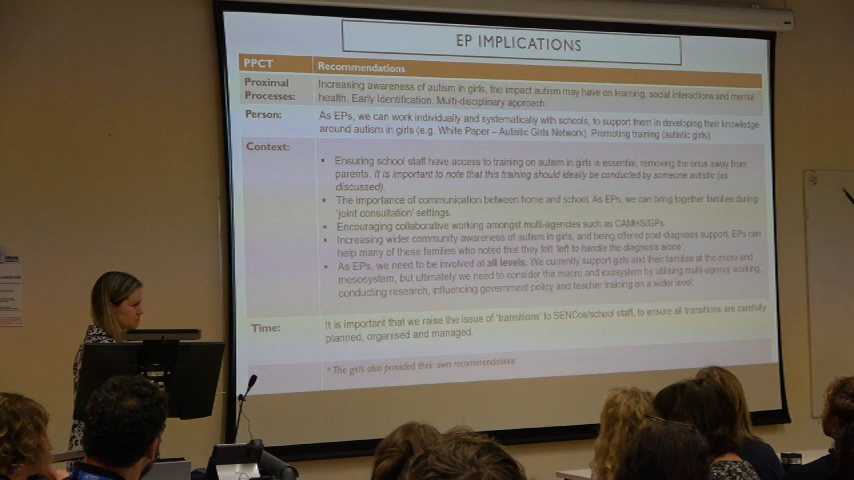 EP IMPLICATIONS
PPCT
Recommendations
Proximal
Processes:
Increasing awareness of autism in girls, the impact autism may have on learning, social interactions and mental
health. Early Identification. Multi-disciplinary approach.
Person:
As EPs, we can work individually and systematically with schools, to support them in developing their knowledge
around autism in girls (e.g. White Paper – Autistic Girls Network). Promoting training (autistic girls)
Context:
▪ Ensuring school staff have access to training on autism in girls is essential, removing the onus away from
parents. It is important to note that this training should ideally be conducted by someone autistic (as
discussed).
▪ The importance of communication between home and school. As EPs, we can bring together families during
'joint consultation' settings.
▪ Encouraging collaborative working amongst multi-agencies such as CAMHS/GPs.
▪ Increasing wider community awareness of autism in girls, and being offered post-diagnosis support, EPs can
help many of these families who noted that they felt 'left to handle the diagnosis alone'.
▪ As EPs, we need to be involved at all levels. We currently support girls and their families at the micro and
mesosystem, but ultimately we need to consider the macro and exosystem by utilising multi-agency working
conducting research, influencing government policy and teacher training on a wider level.
Time:
It is important that we raise the issue of 'transitions' to SENCos/school staff, to ensure all transitions are carefully
planned, organised and managed.
*The girls also provided their own recommendations.